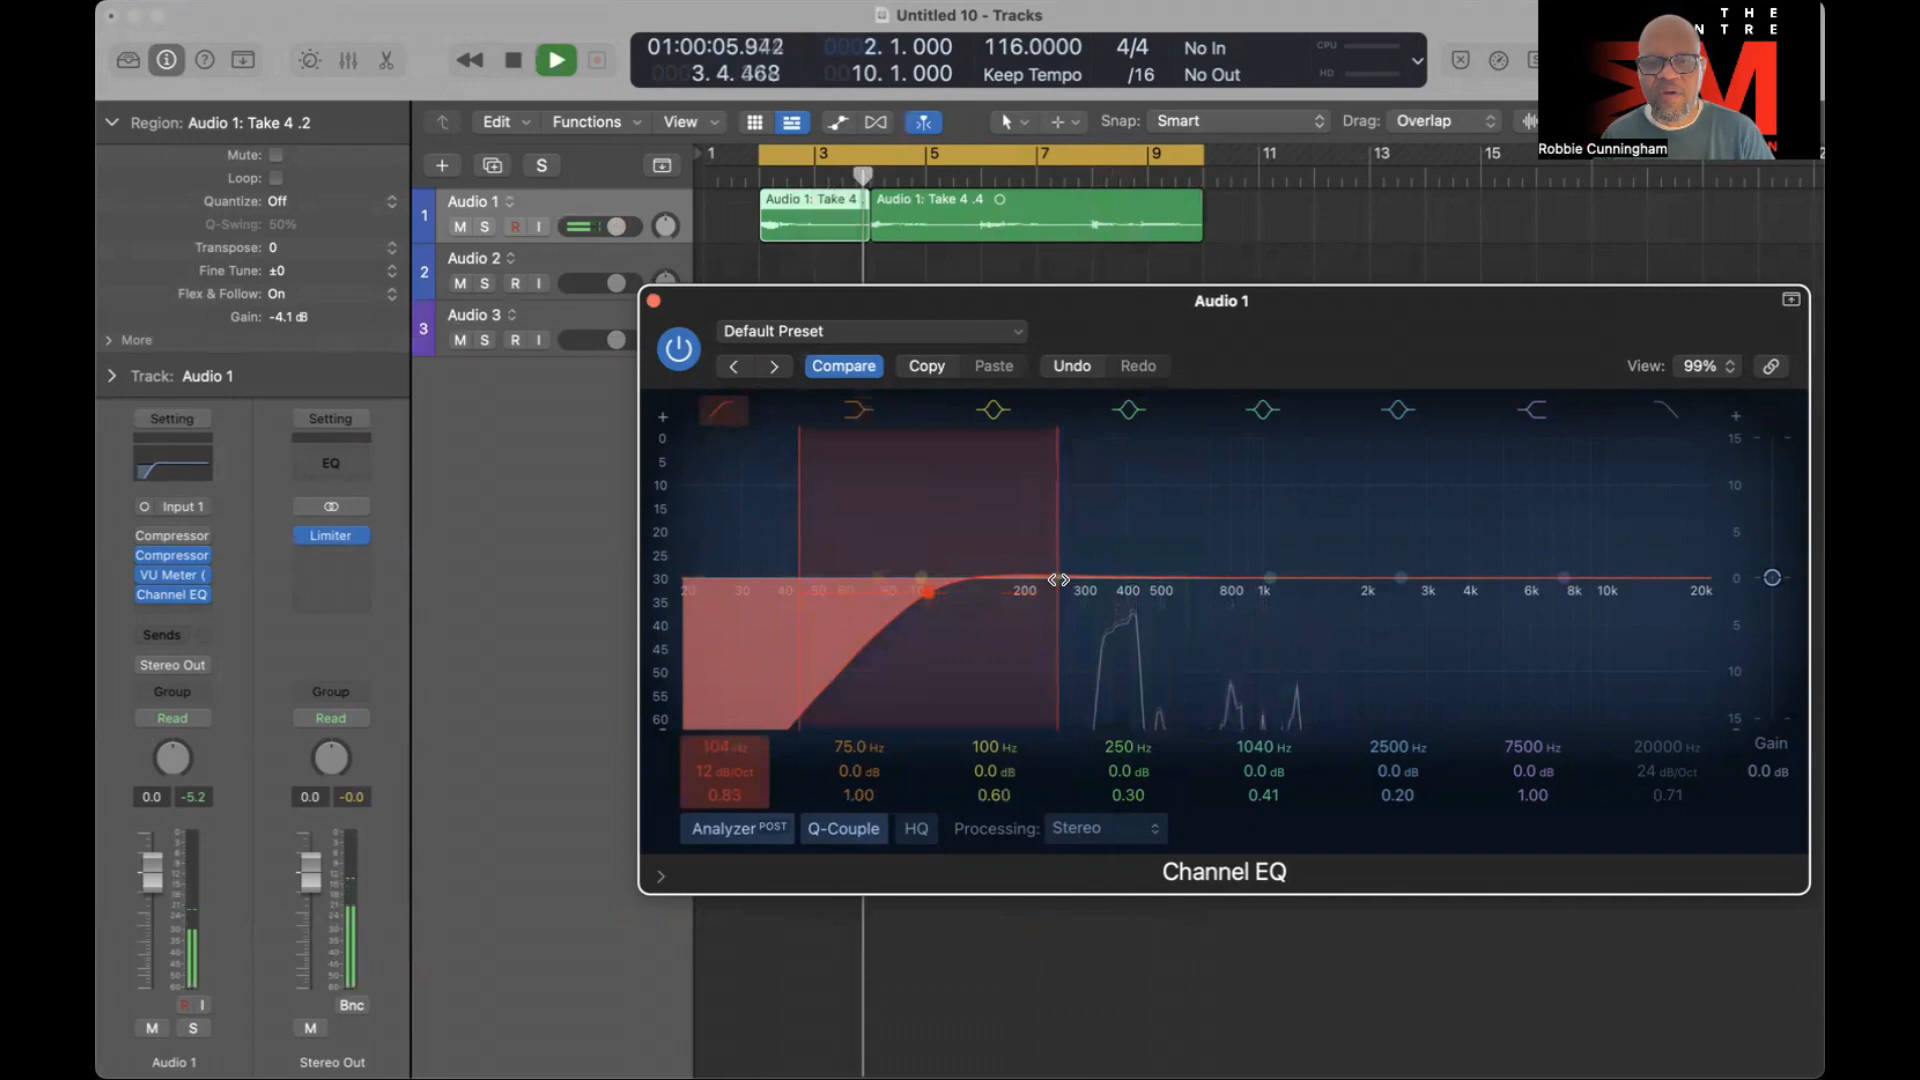 Untitled 10 - Tracks
THE
NTRE
M
N
Robbie Cunningham
01:00:05.942
3. 4. 468
0002. 1. 000
10. 1. 000
116.0000
Keep Tempo
4/4
/16
No In
No Out
CPU
HD
Region: Audio 1: Take 4 .2
Mute:
Loop:
Quantize: Off
Q-Swing: 50%
Transpose: 0
Fine Tune: ±0
Flex & Follow: On
Gain: -4.1 dB
More
Track: Audio 1
Edit
Functions
View
Snap: Smart
Drag: Overlap
S
1 3 5 7 9 11 13 15
1
Audio 1
M S R I
2
Audio 2
M S R I
3
Audio 3
M S R I
Audio 1: Take 4 .
Audio 1: Take 4 .4
Setting
Setting
EQ
Input 1
Compressor
Compressor
VU Meter (
Channel EQ
Limiter
Sends
Stereo Out
Group
Group
Read
Read
0.0 -5.2
0.0 -0.0
R I
Bnc
M S
M
Audio 1
Stereo Out
Audio 1
Default Preset
Compare
Copy
Paste
Undo
Redo
View: 99%
+
0
5
10
15
20
25
30
35
40
45
50
55
60
-
20 30 40 50 60 80 200 300 400 500 800 1k 2k 3k 4k 6k 8k 10k 20k
+
15
10
5
0
5
10
15
-
104 Hz 75.0 Hz 100 Hz 250 Hz 1040 Hz 2500 Hz 7500 Hz 20000 Hz Gain
12 dB/Oct 0.0 dB 0.0 dB 0.0 dB 0.0 dB 0.0 dB 0.0 dB 24 dB/Oct 0.0 dB
0.83 1.00 0.60 0.30 0.41 0.20 1.00 0.71
Analyzer POST
Q-Couple
HQ
Processing: Stereo
Channel EQ